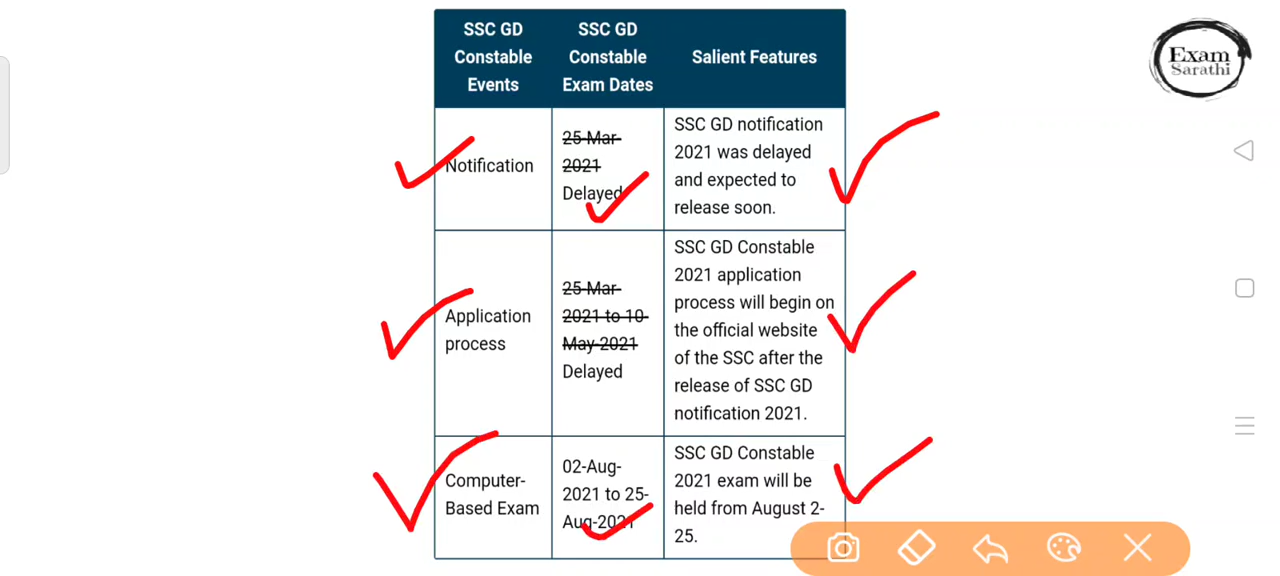 SSC GD
Constable
Events
SSC GD
Constable
Exam Dates
Salient Features
Notification
25-Mar-
2021
Delayed
SSC GD notification
2021 was delayed
and expected to
release soon.
Application
process
25-Mar-
2021 to 10-
May-2021
Delayed
SSC GD Constable
2021 application
process will begin on
the official website
of the SSC after the
release of SSC GD
notification 2021.
Computer-
Based Exam
02-Aug-
2021 to 25-
Aug-2021
SSC GD Constable
2021 exam will be
held from August 2-
25.
Exam
Sarathi